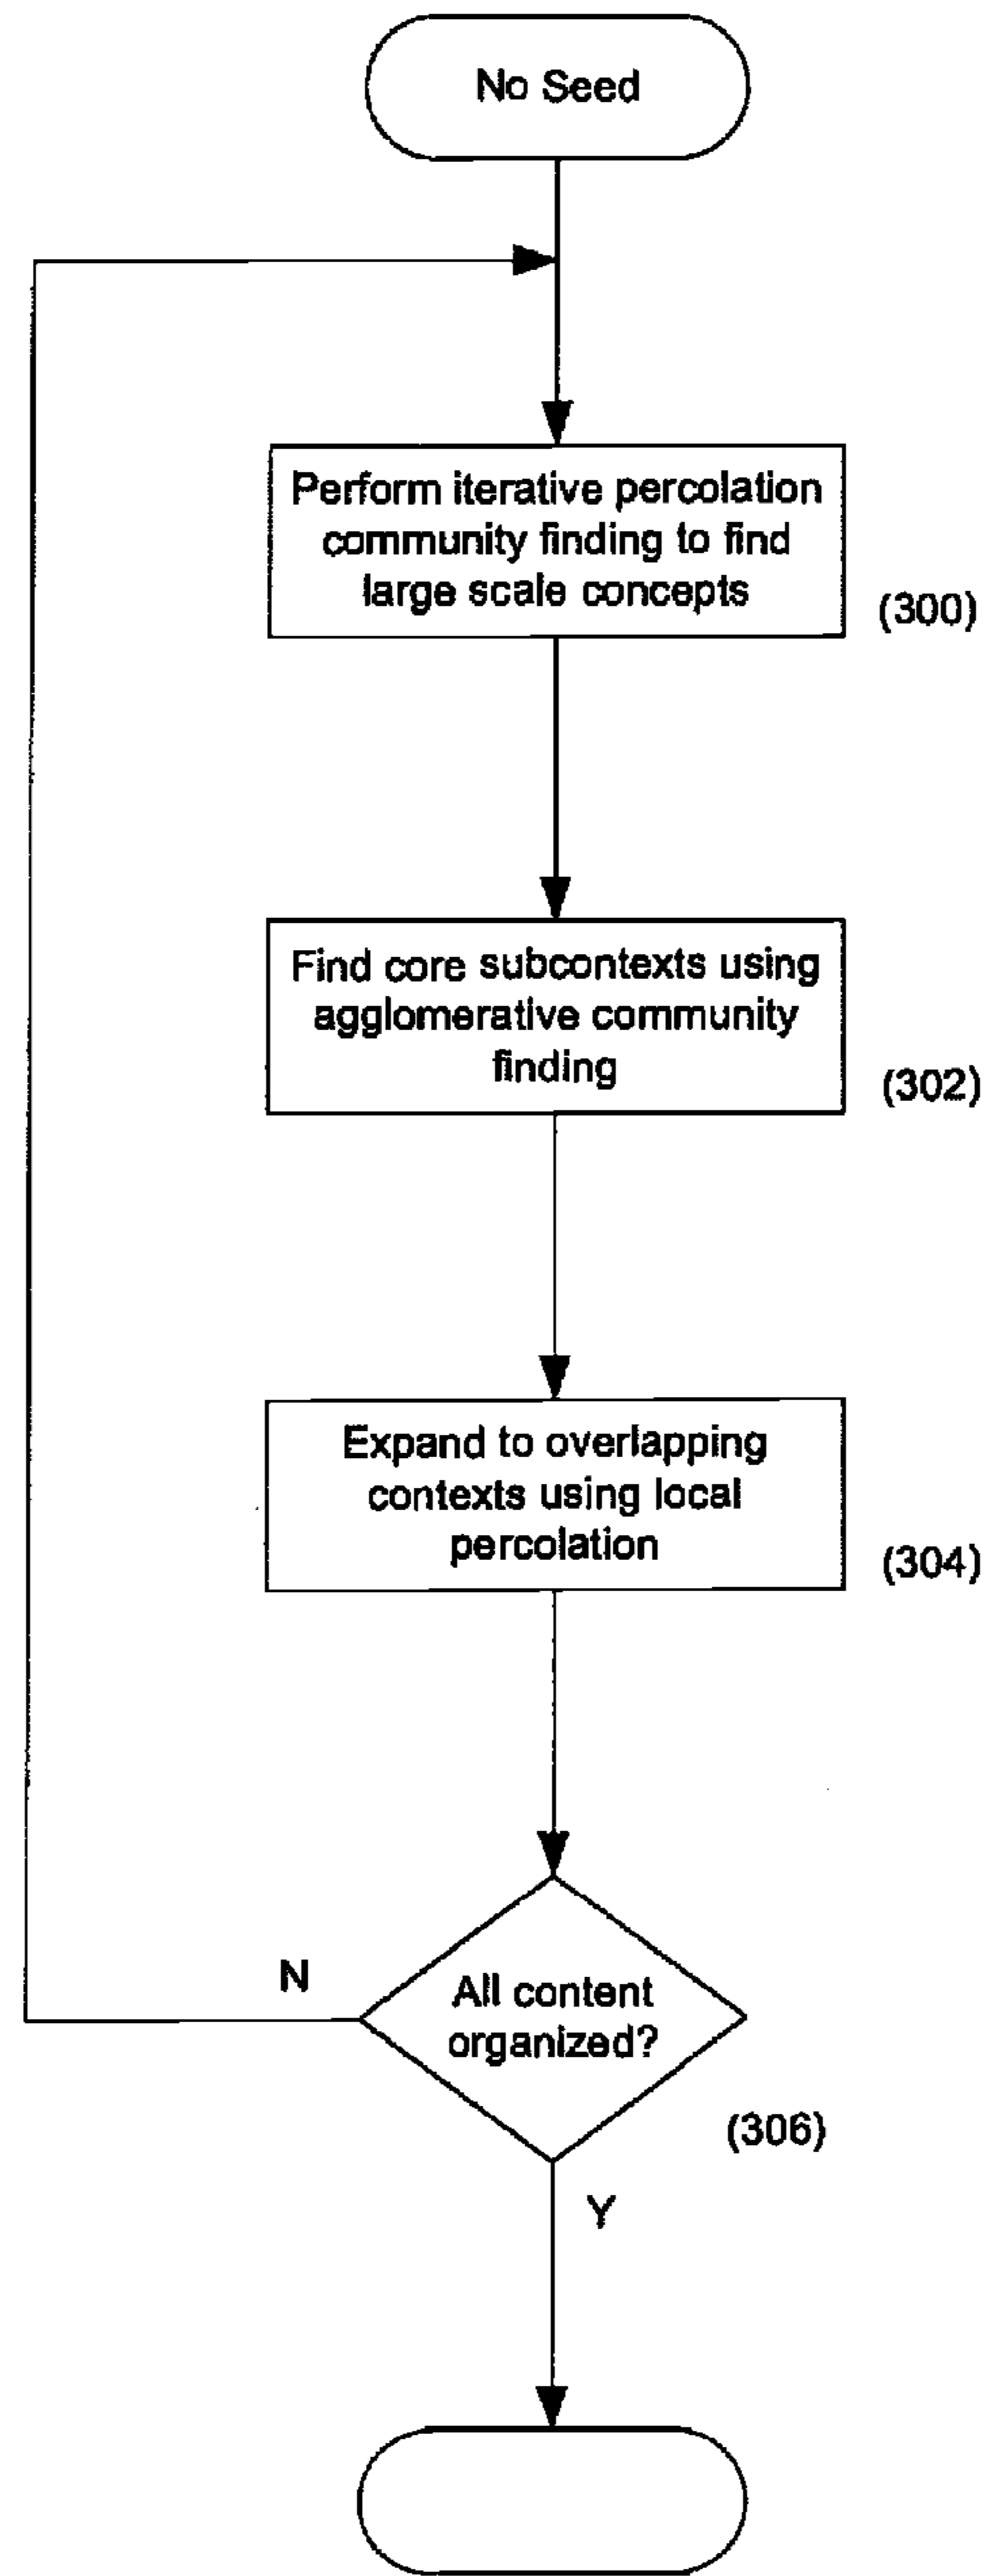 No Seed
Perform iterative percolation
community finding to find
large scale concepts
(300)
Find core subcontexts using
agglomerative community
finding
(302)
Expand to overlapping
contexts using local
percolation
(304)
N
All content
organized?
(306)
Y